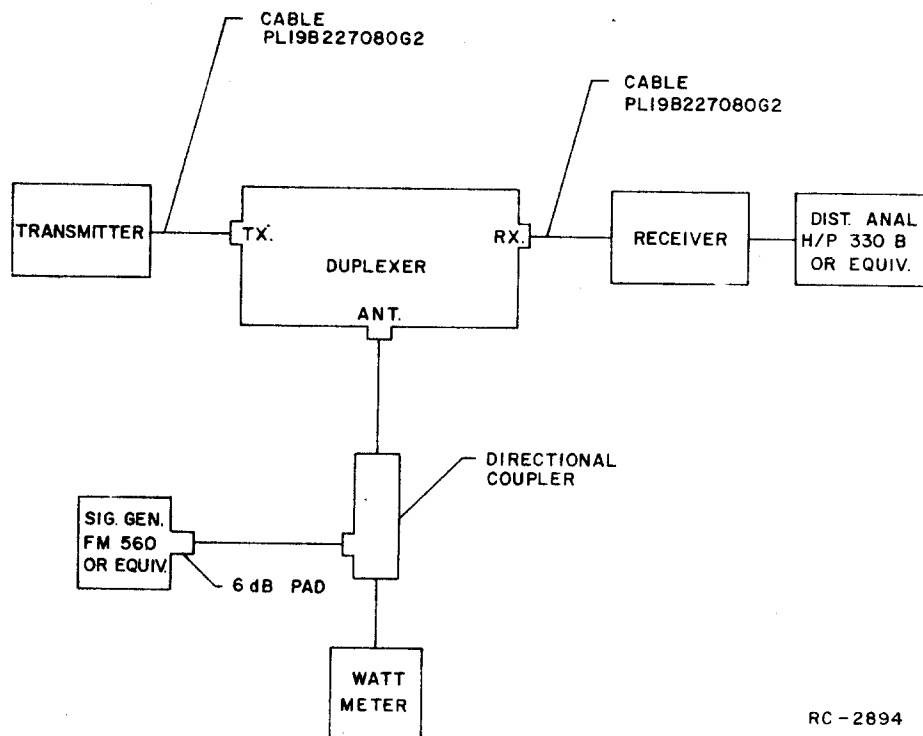 CABLE
PL19B227080G2
CABLE
PL19B227080G2
TRANSMITTER
TX.
DUPLEXER
RX.
ANT.
RECEIVER
DIST. ANAL
H/P 330 B
OR EQUIV.
DIRECTIONAL
COUPLER
SIG. GEN.
FM 560
OR EQUIV.
6 dB PAD
WATT
METER
RC-2894